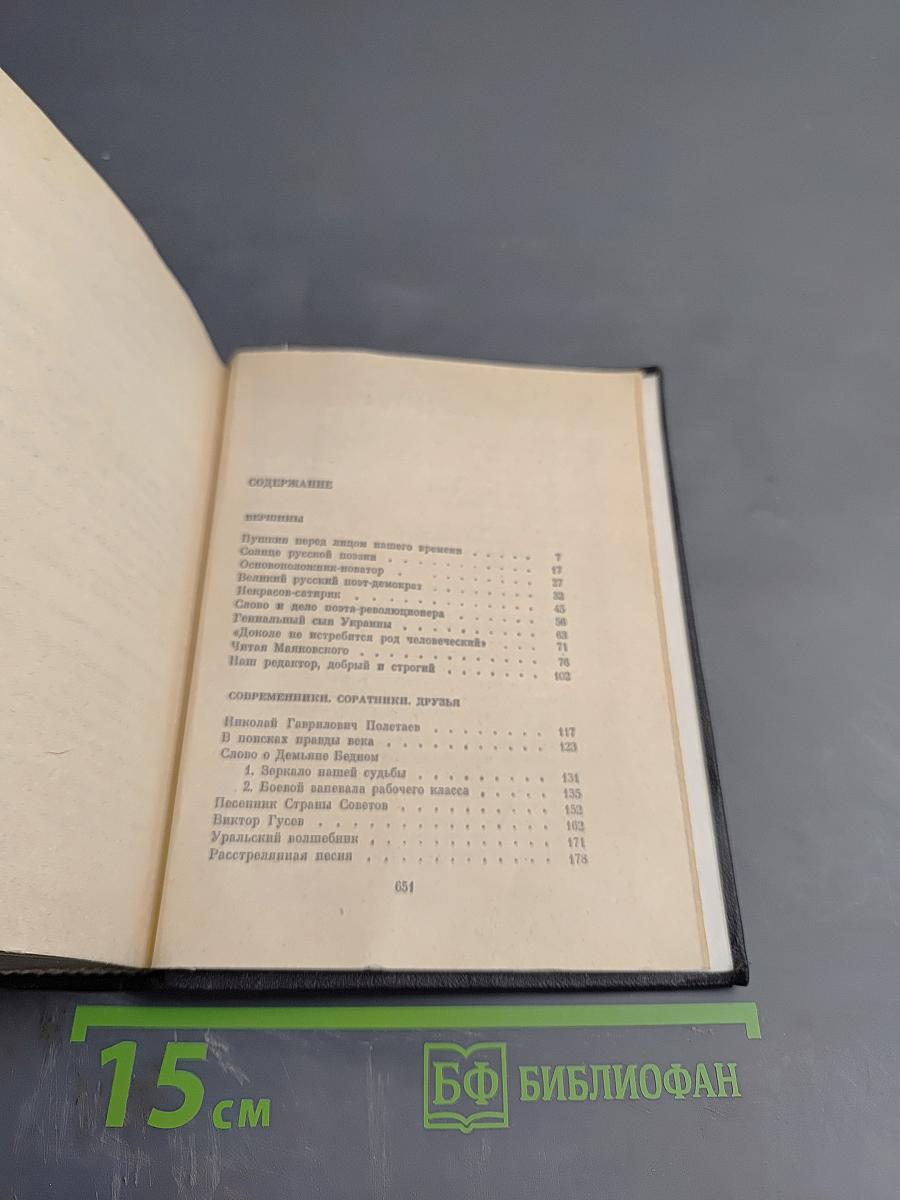 СОДЕРЖАНИЕ
ВЕРШИНЫ
Пушкин перед лицом нашего времени . . . . . 7
Солнце русской поэзии . . . . . . . . . 17
Основоположник-новатор . . . . . . . . 27
Великий русский поэт-демократ . . . . . . 32
Некрасов-сатирик . . . . . . . . . . 45
Слово и дело поэта-революционера . . . . . 56
Гениальный сын Украины . . . . . . . . 63
«Доколе не истребится род человеческий» . . . 71
Читая Маяковского . . . . . . . . . . 76
Наш редактор, добрый и строгий . . . . . . 102
СОВРЕМЕННИКИ. СОРАТНИКИ. ДРУЗЬЯ
Николай Гаврилович Полетаев . . . . . . 117
В поисках правды века . . . . . . . . . 123
Слово о Демьяне Бедном
1. Зеркало нашей судьбы . . . . . . . . 131
2. Боевой запевала рабочего класса . . . . . 135
Песенник Страны Советов . . . . . . . . 152
Виктор Гусев . . . . . . . . . . . . 162
Уральский волшебник . . . . . . . . . 171
Расстрелянная песня . . . . . . . . . . 178
651
15 см
БФ БИБЛИОФАН